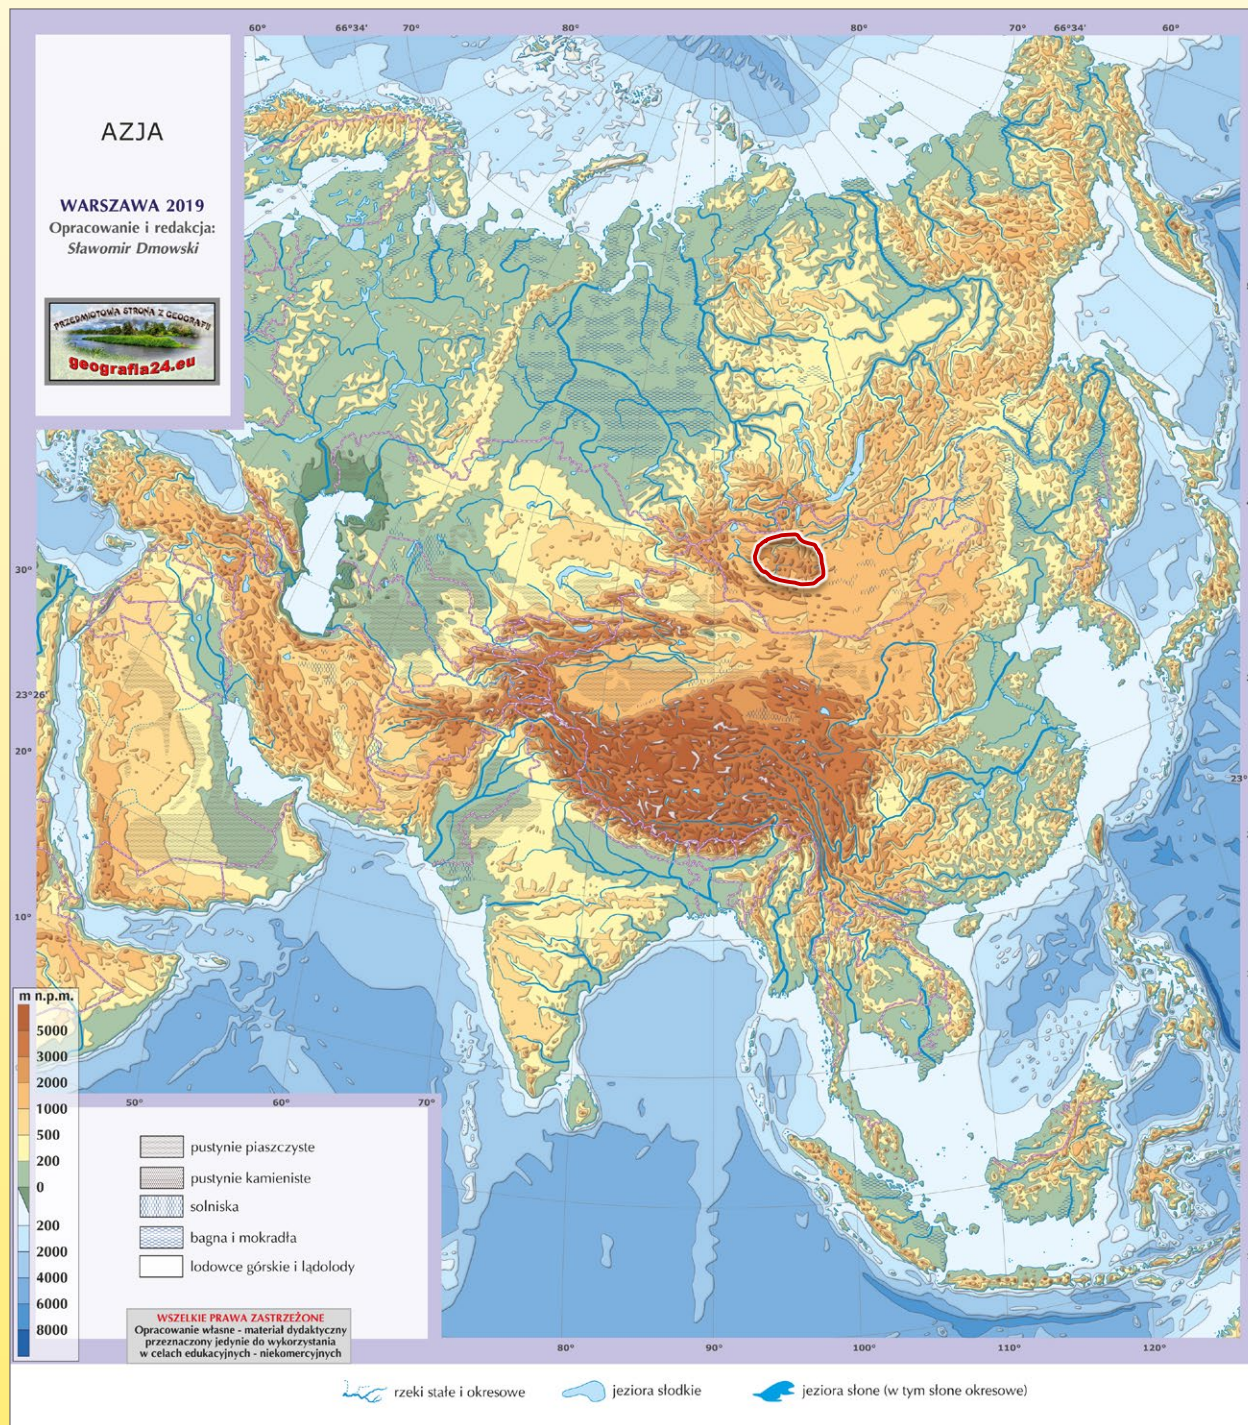 60°
66°34'
70°
80°
80°
70°
66°34'
60°
AZJA
WARSZAWA 2019
Opracowanie i redakcja:
Sławomir Dmowski
PRZEDMIOTOWA STRONA Z GEOGRAFII
geografia24.eu
30°
23°26'
20°
23°
10°
m n.p.m.
5000
3000
2000
1000
500
200
0
200
2000
4000
6000
8000
50°
60°
70°
pustynie piaszczyste
pustynie kamieniste
solniska
bagna i mokradła
lodowce górskie i lądolody
WSZELKIE PRAWA ZASTRZEŻONE
Opracowanie własne - materiał dydaktyczny
przeznaczony jedynie do wykorzystania
w celach edukacyjnych - niekomercyjnych
80°
90°
100°
110°
120°
rzeki stałe i okresowe
jeziora słodkie
jeziora słone (w tym słone okresowe)